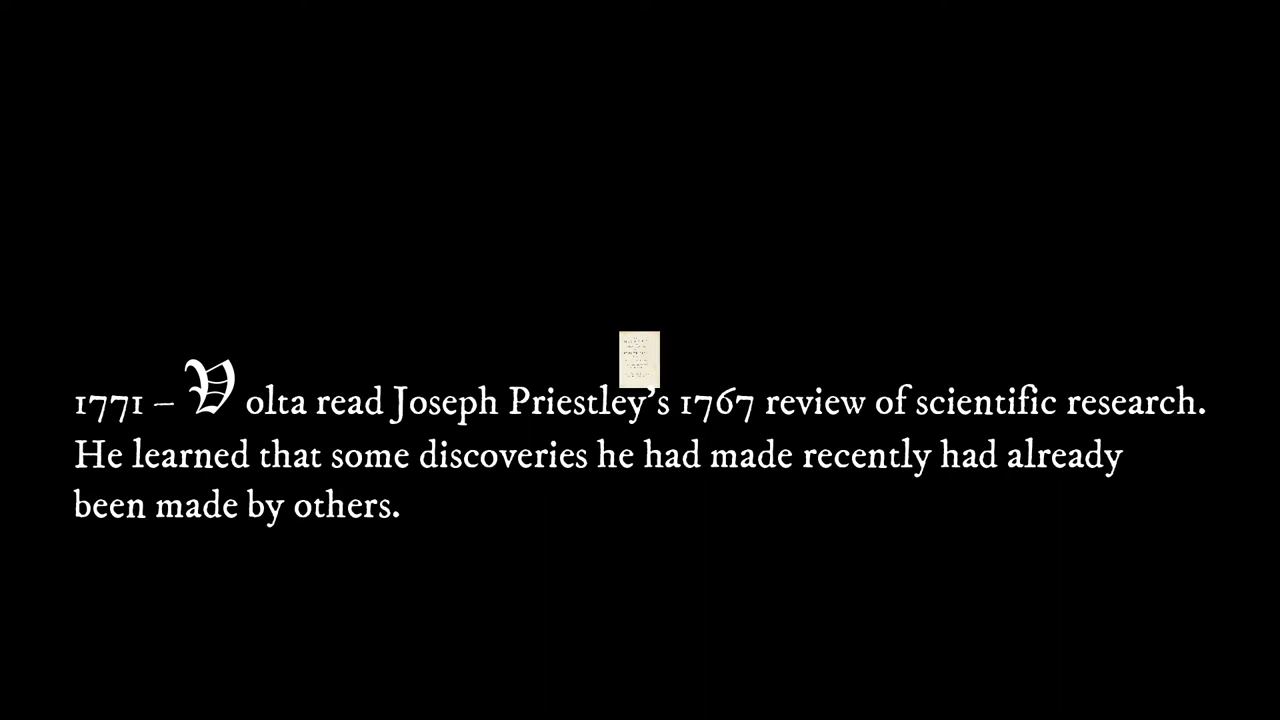 1771 – Volta read Joseph Priestley's 1767 review of scientific research.
He learned that some discoveries he had made recently had already
been made by others.